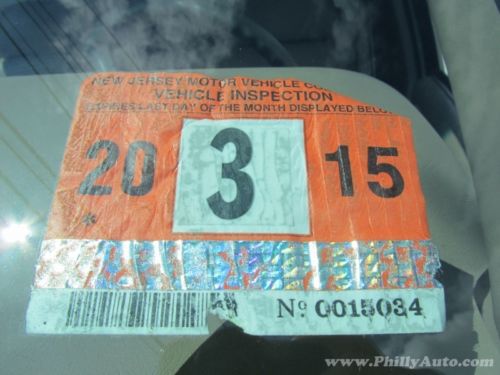 NEW JERSEY MOTOR VEHICLE CO
VEHICLE INSPECTION
EXPIRES LAST DAY OF THE MONTH DISPLAYED BELOW
20 3 15
*
Nº 0015034
www.PhillyAuto.com